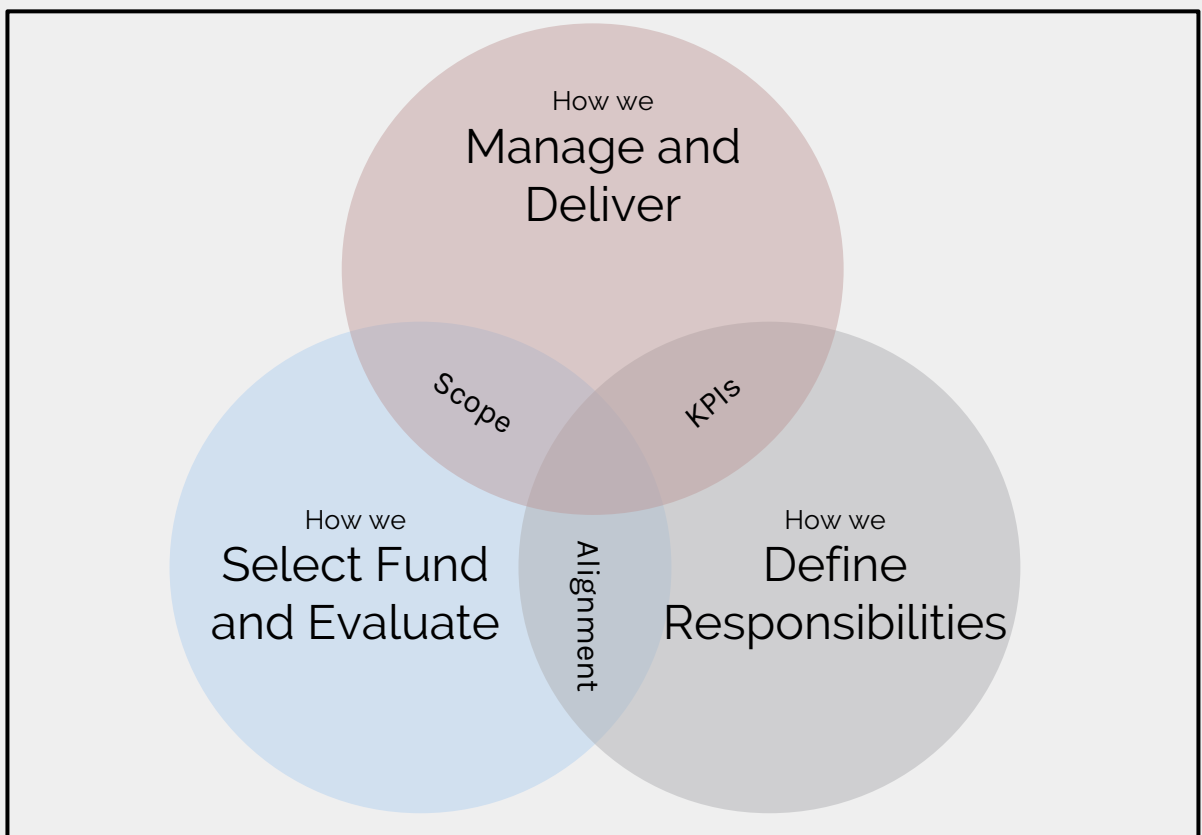 How we
Manage and
Deliver
Scope
KPIs
How we
Select Fund
and Evaluate
Alignment
How we
Define
Responsibilities